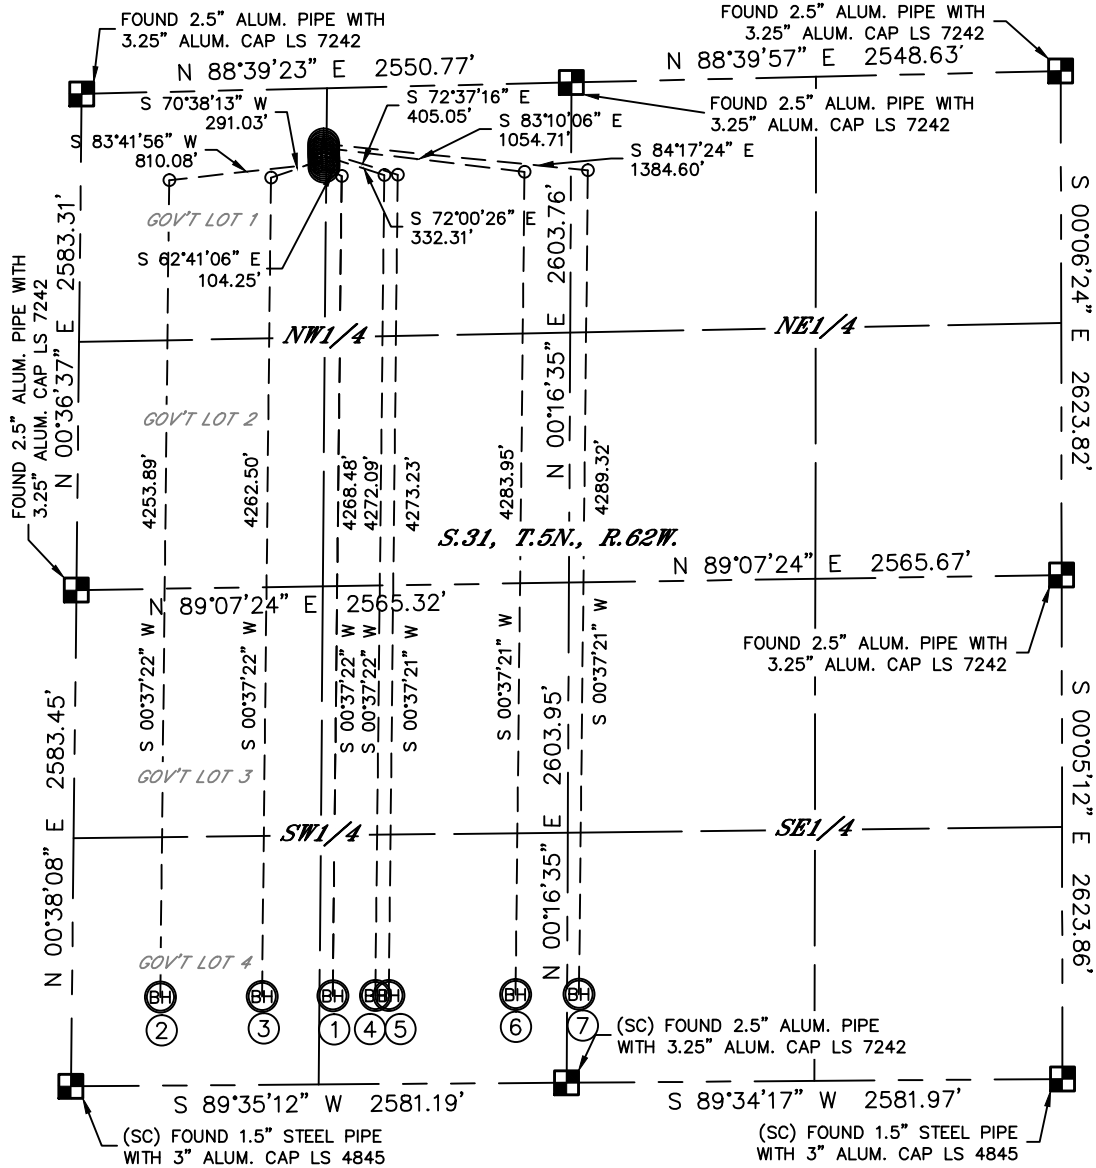 FOUND 2.5” ALUM. PIPE WITH
3.25” ALUM. CAP LS 7242
FOUND 2.5” ALUM. PIPE WITH
3.25” ALUM. CAP LS 7242
N 88°39'23” E 2550.77'
N 88°39'57” E 2548.63'
S 70°38'13” W
291.03'
S 72°37'16” E
405.05'
FOUND 2.5” ALUM. PIPE WITH
3.25” ALUM. CAP LS 7242
S 83°41'56” W
810.08'
S 83°10'06” E
1054.71'
S 84°17'24” E
1384.60'
GOV'T LOT 1
S 72°00'26” E
332.31'
S 62°41'06” E
104.25'
N 00°36'37” E 2583.31'
FOUND 2.5” ALUM. PIPE WITH
3.25” ALUM. CAP LS 7242
N 00°16'35” E 2603.76'
S 00°06'24” E 2623.82'
NW1/4
NE1/4
GOV'T LOT 2
4253.89'
4262.50'
4268.48'
4272.09'
4273.23'
4283.95'
4289.32'
S.31, T.5N., R.62W.
N 89°07'24” E 2565.67'
N 89°07'24” E 2565.32'
S 00°37'22” W
S 00°37'22” W
S 00°37'22” W
S 00°37'22” W
S 00°37'21” W
S 00°37'21” W
S 00°37'21” W
FOUND 2.5” ALUM. PIPE WITH
3.25” ALUM. CAP LS 7242
GOV'T LOT 3
N 00°38'08” E 2583.45'
N 00°16'35” E 2603.95'
S 00°05'12” E 2623.86'
SW1/4
SE1/4
GOV'T LOT 4
BH
BH
BH
BH
BH
BH
BH
2
3
1
4
5
6
7
(SC) FOUND 2.5” ALUM. PIPE
WITH 3.25” ALUM. CAP LS 7242
S 89°35'12” W 2581.19'
S 89°34'17” W 2581.97'
(SC) FOUND 1.5” STEEL PIPE
WITH 3” ALUM. CAP LS 4845
(SC) FOUND 1.5” STEEL PIPE
WITH 3” ALUM. CAP LS 4845